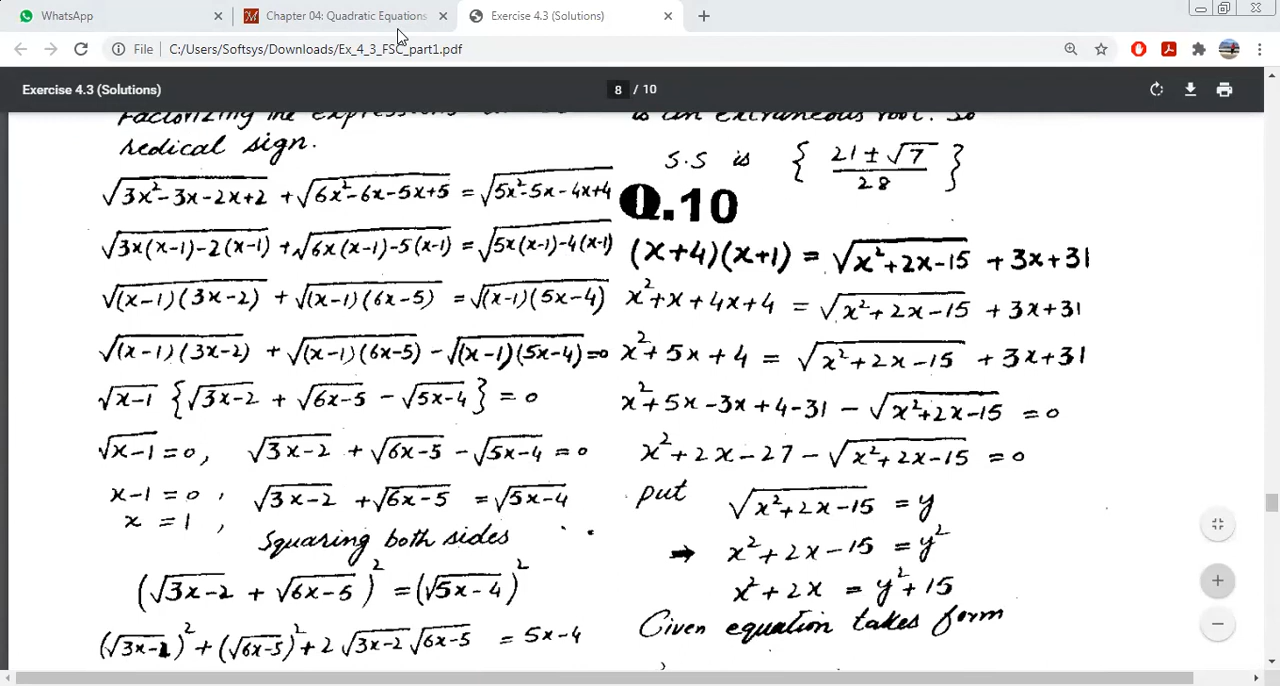 WhatsApp
Chapter 04: Quadratic Equations
Exercise 4.3 (Solutions)
File C:/Users/Softsys/Downloads/Ex_4_3_FSC_part1.pdf
Exercise 4.3 (Solutions)
8 / 10
Factorizing the expressions
redical sign.
√(3x²-3x-2x+2) + √(6x²-6x-5x+5) = √(5x²-5x-4x+4)
√(3x(x-1)-2(x-1)) + √(6x(x-1)-5(x-1)) = √(5x(x-1)-4(x-1))
√((x-1)(3x-2)) + √((x-1)(6x-5)) = √((x-1)(5x-4))
√((x-1)(3x-2)) + √((x-1)(6x-5)) - √((x-1)(5x-4)) = 0
√(x-1) {√(3x-2) + √(6x-5) - √(5x-4)} = 0
√(x-1) = 0, √(3x-2) + √(6x-5) - √(5x-4) = 0
x-1 = 0, √(3x-2) + √(6x-5) = √(5x-4)
x = 1,
Squaring both sides
(√(3x-2) + √(6x-5))² = (√(5x-4))²
(√(3x-2))² + (√(6x-5))² + 2√(3x-2)√(6x-5) = 5x-4
is an extraneous root. So
S.S is {(21±√7)/28}
Q.10
(x+4)(x+1) = √(x²+2x-15) + 3x+31
x²+x+4x+4 = √(x²+2x-15) + 3x+31
x²+5x+4 = √(x²+2x-15) + 3x+31
x²+5x-3x+4-31 - √(x²+2x-15) = 0
x²+2x-27 - √(x²+2x-15) = 0
put √(x²+2x-15) = y
→ x²+2x-15 = y²
x²+2x = y²+15
Given equation takes form